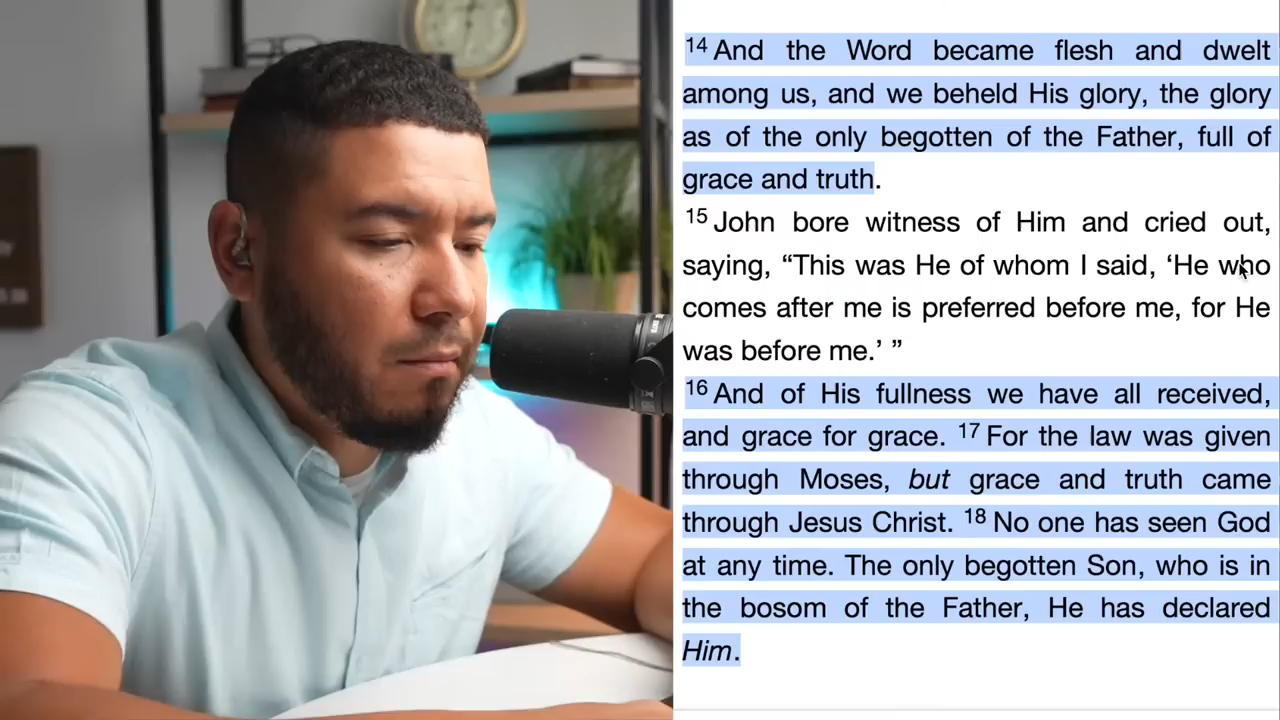 14 And the Word became flesh and dwelt
among us, and we beheld His glory, the glory
as of the only begotten of the Father, full of
grace and truth.
15 John bore witness of Him and cried out,
saying, “This was He of whom I said, ‘He who
comes after me is preferred before me, for He
was before me.’ ”
16 And of His fullness we have all received,
and grace for grace. 17 For the law was given
through Moses, but grace and truth came
through Jesus Christ. 18 No one has seen God
at any time. The only begotten Son, who is in
the bosom of the Father, He has declared
Him.